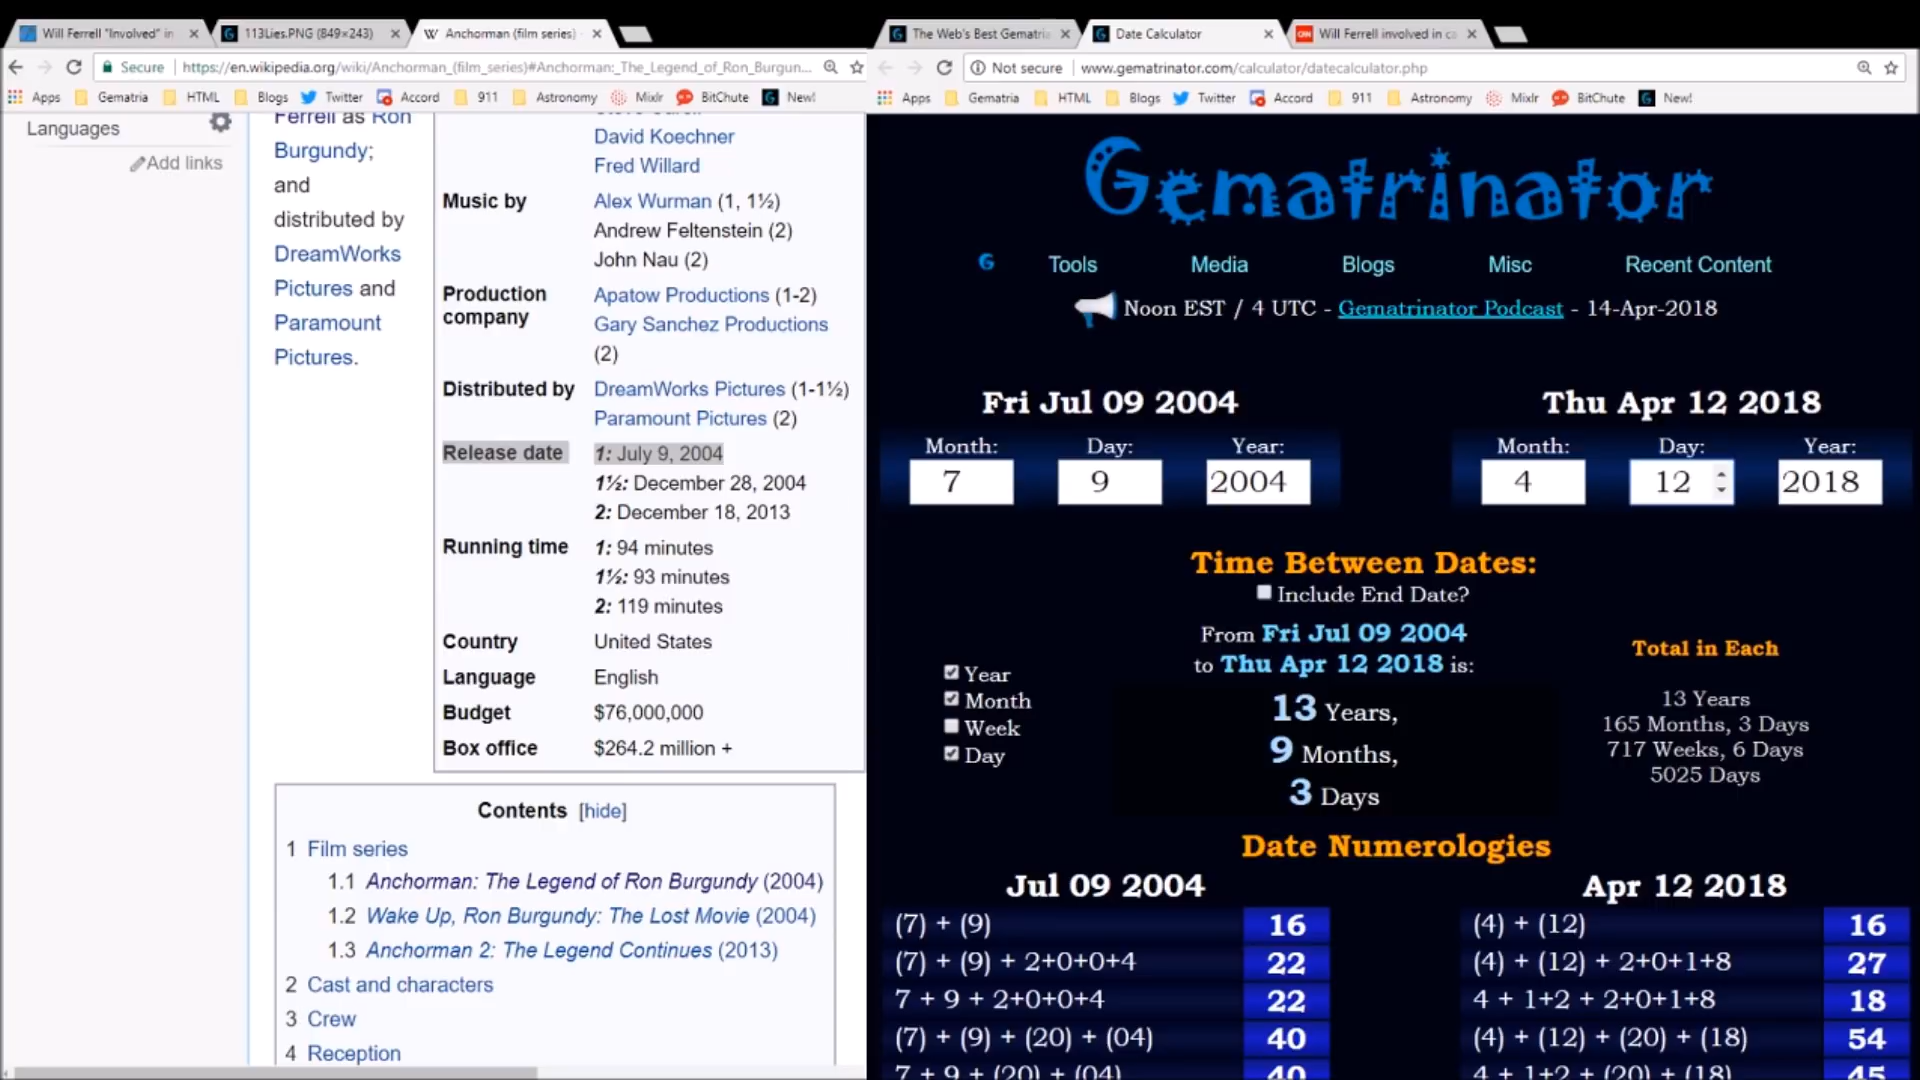 Will Ferrell "Involved" in
113Lies.PNG (849×243)
Anchorman (film series)
Secure
https://en.wikipedia.org/wiki/Anchorman_(film_series)#Anchorman:_The_Legend_of_Ron_Burgun...
Apps Gematria HTML Blogs Twitter Accord 911 Astronomy Mixlr BitChute New!
Languages
Add links
Ferrell as Ron
Burgundy;
and
distributed by
DreamWorks
Pictures and
Paramount
Pictures.
David Koechner
Fred Willard
Music by
Alex Wurman (1, 1½)
Andrew Feltenstein (2)
John Nau (2)
Production
company
Apatow Productions (1-2)
Gary Sanchez Productions
(2)
Distributed by
DreamWorks Pictures (1-1½)
Paramount Pictures (2)
Release date
1: July 9, 2004
1½: December 28, 2004
2: December 18, 2013
Running time
1: 94 minutes
1½: 93 minutes
2: 119 minutes
Country United States
Language English
Budget $76,000,000
Box office $264.2 million +
Contents [hide]
1 Film series
1.1 Anchorman: The Legend of Ron Burgundy (2004)
1.2 Wake Up, Ron Burgundy: The Lost Movie (2004)
1.3 Anchorman 2: The Legend Continues (2013)
2 Cast and characters
3 Crew
4 Reception
The Web's Best Gematria
Date Calculator
Will Ferrell involved in ca
Not secure
www.gematrinator.com/calculator/datecalculator.php
Apps Gematria HTML Blogs Twitter Accord 911 Astronomy Mixlr BitChute New!
Gematrinator
G Tools Media Blogs Misc Recent Content
Noon EST / 4 UTC - Gematrinator Podcast - 14-Apr-2018
Fri Jul 09 2004
Month: Day: Year:
7 9 2004
Thu Apr 12 2018
Month: Day: Year:
4 12 2018
Time Between Dates:
Include End Date?
From Fri Jul 09 2004
to Thu Apr 12 2018 is:
Year
Month
Week
Day
13 Years,
9 Months,
3 Days
Total in Each
13 Years
165 Months, 3 Days
717 Weeks, 6 Days
5025 Days
Date Numerologies
Jul 09 2004
(7) + (9) 16
(7) + (9) + 2+0+0+4 22
7 + 9 + 2+0+0+4 22
(7) + (9) + (20) + (04) 40
7 + 9 + (20) + (04) 40
Apr 12 2018
(4) + (12) 16
(4) + (12) + 2+0+1+8 27
4 + 1+2 + 2+0+1+8 18
(4) + (12) + (20) + (18) 54
4 + 1+2 + (20) + (18) 45